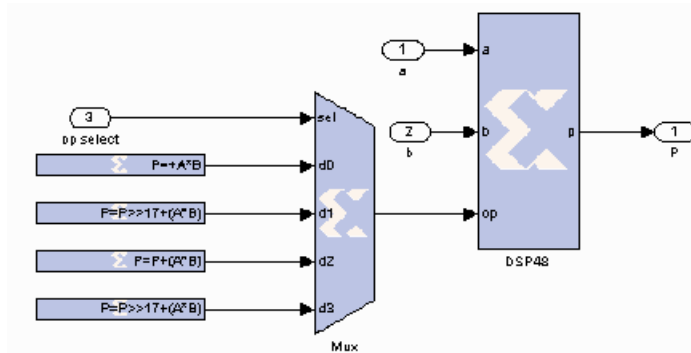 1
a
a
3
op select
sel
2
b
b
p
1
P
P=+A*B
d0
P=P>>17+(A*B)
d1
op
P=P+(A*B)
d2
DSP48
P=P>>17+(A*B)
d3
Mux